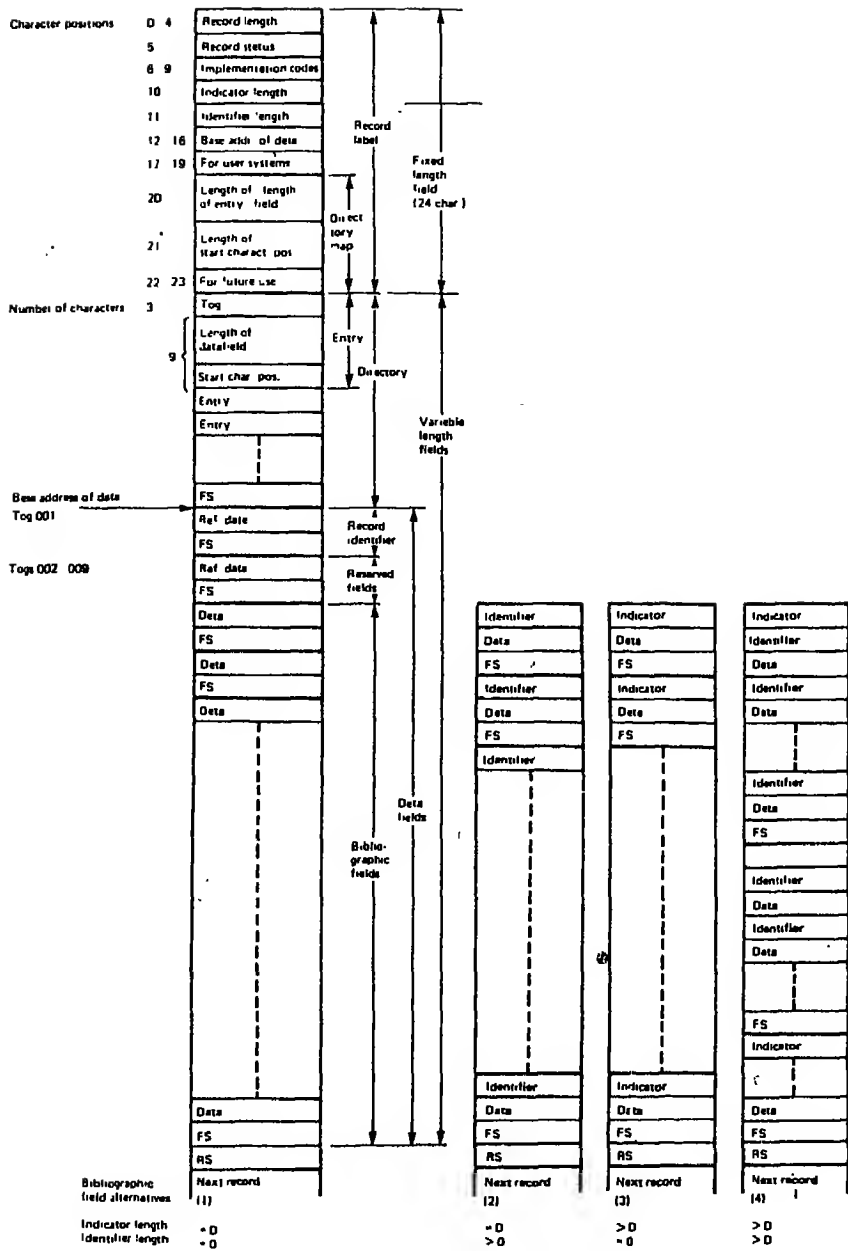 Character positions
0 4 Record length
5 Record status
6 9 Implementation codes
10 Indicator length
11 Identifier length
12 16 Base addr of data
17 19 For user systems
20 Length of length
of entry field
21 Length of
start charact pos
22 23 For future use
Record
label
Direct
ory
map
Fixed
length
field
(24 char)
Number of characters
3 Tag
9 Length of
datafield
Start char pos.
Entry
Entry
Entry
Directory
Variable
length
fields
FS
Base address of data
Tag 001
Ref data
FS
Record
identifier
Tags 002 009
Ref data
FS
Reserved
fields
Data
FS
Data
FS
Data
Biblio-
graphic
fields
Data
fields
Data
FS
RS
Next record
Identifier
Data
FS
Identifier
Data
FS
Identifier
Identifier
Data
FS
RS
Next record
Indicator
Data
FS
Indicator
Data
FS
Indicator
Data
FS
RS
Next record
Indicator
Identifier
Data
Identifier
Data
Identifier
Data
FS
Identifier
Data
Identifier
Data
FS
Indicator
Data
FS
RS
Next record
Bibliographic
field alternatives
(1) (2) (3) (4)
Indicator length = 0 = 0 > 0 > 0
Identifier length = 0 > 0 = 0 > 0